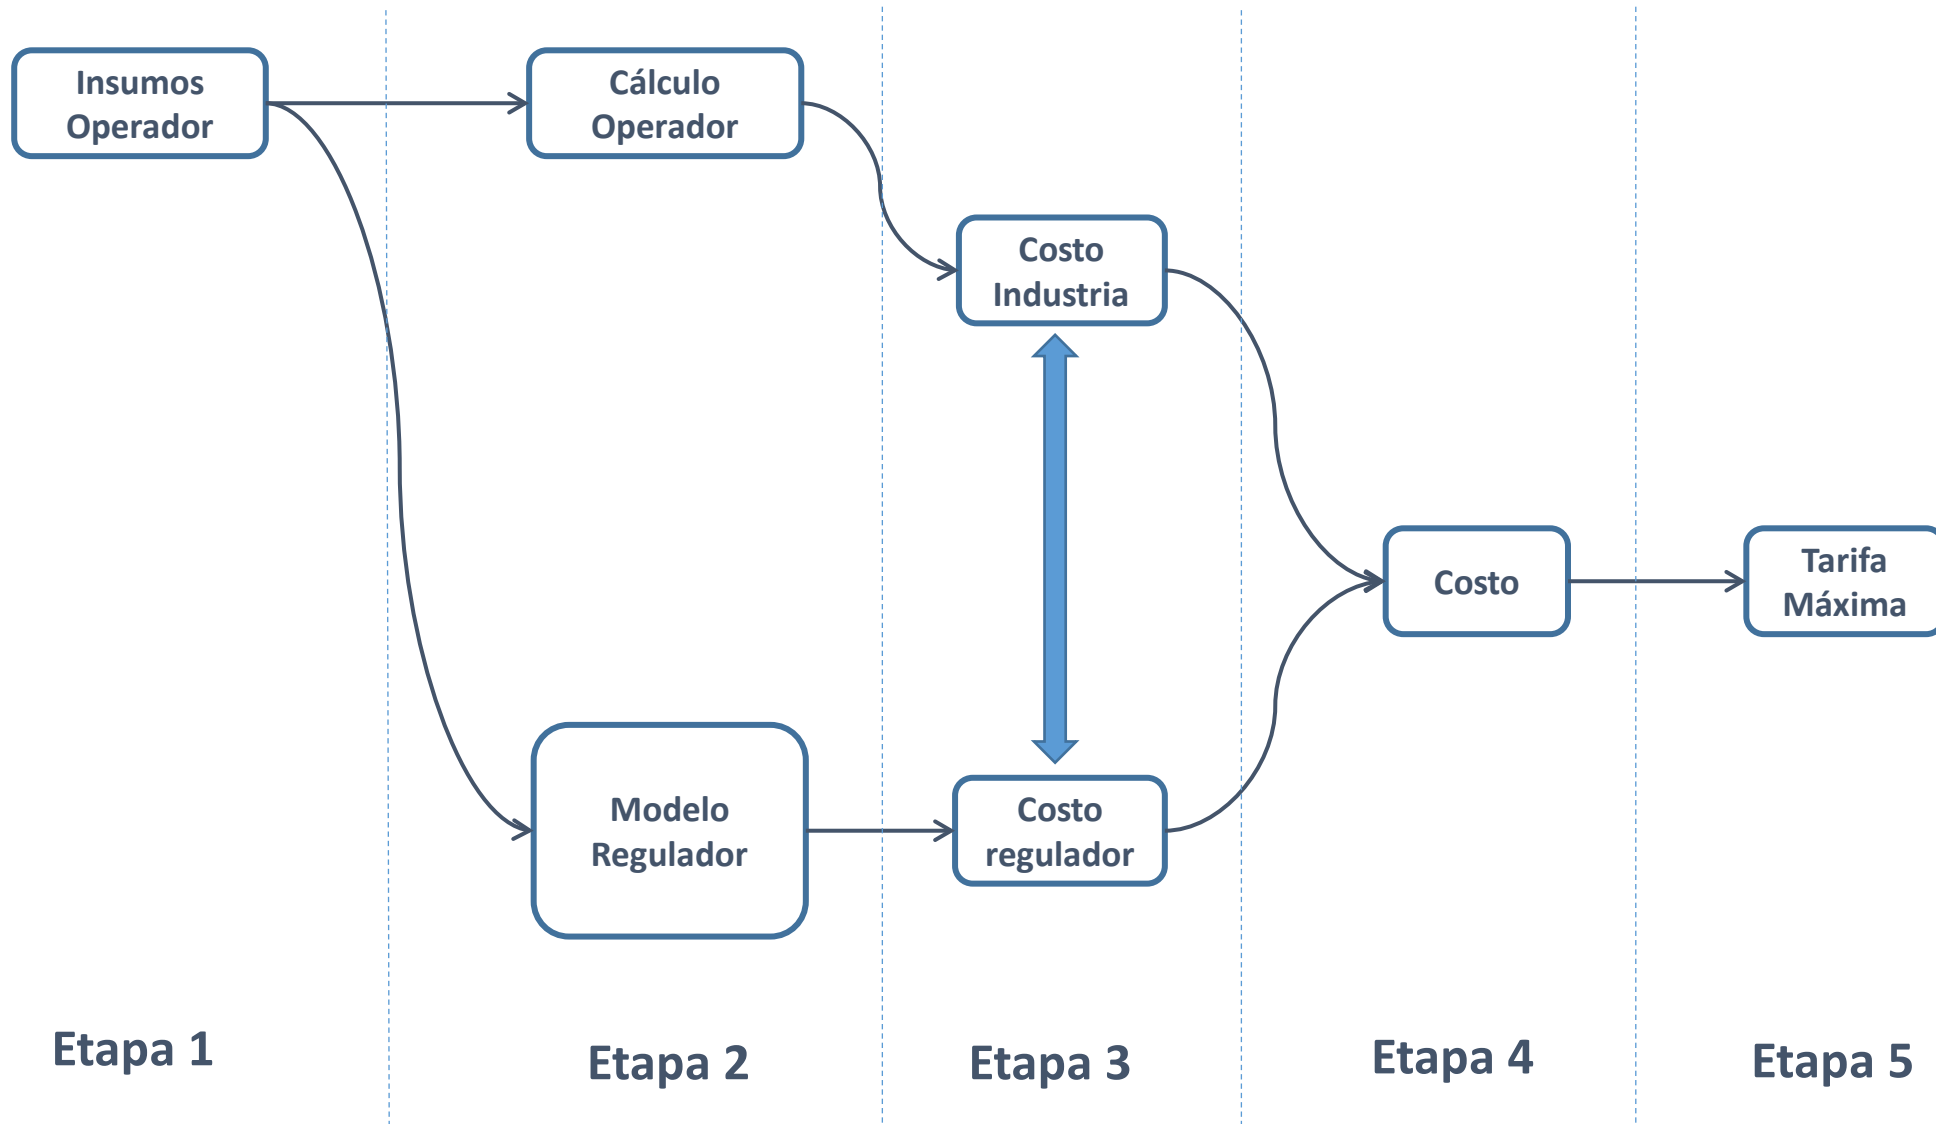 Insumos
Operador
Cálculo
Operador
Costo
Industria
Costo
Tarifa
Máxima
Modelo
Regulador
Costo
regulador
Etapa 1
Etapa 2
Etapa 3
Etapa 4
Etapa 5